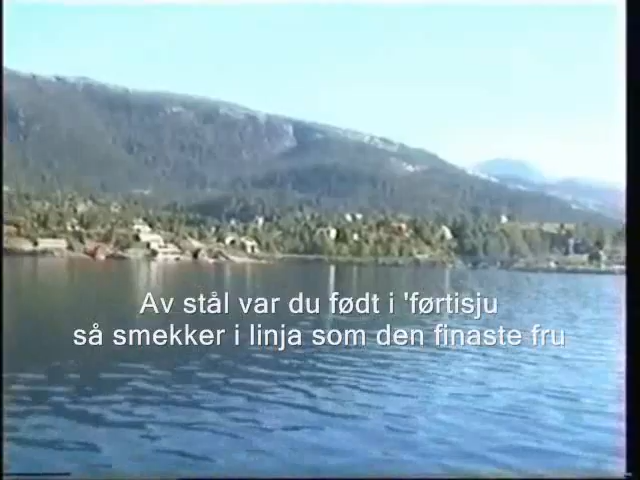 Av stål var du født i 'førtisju
så smekker i linja som den finaste fru